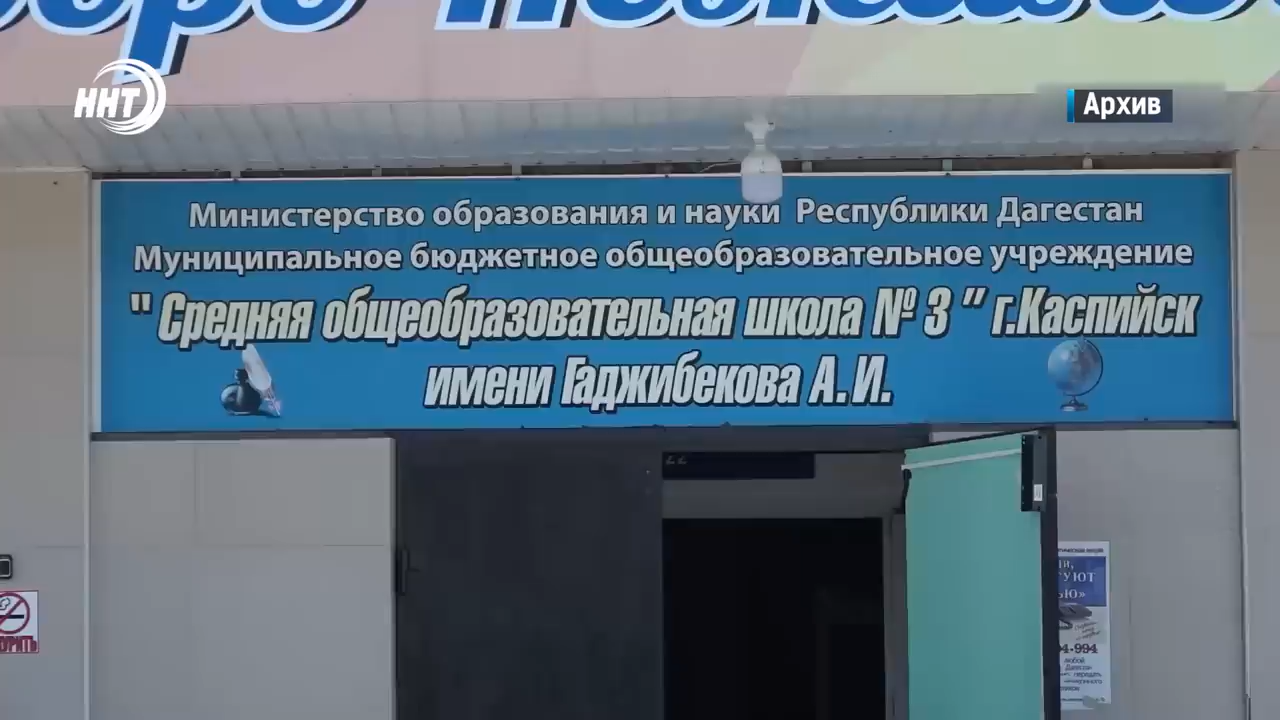 ННТ
Архив
Министерство образования и науки Республики Дагестан
Муниципальное бюджетное общеобразовательное учреждение
" Средняя общеобразовательная школа № 3 " г.Каспийск
имени Гаджибекова А.И.
22